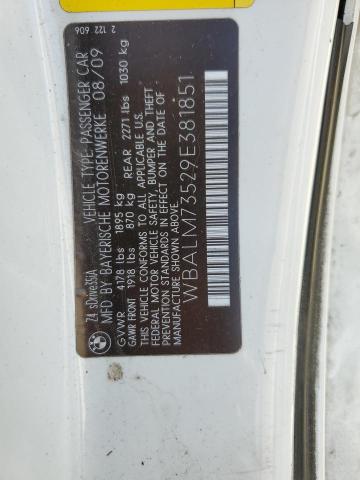 2 122 606
Z4 sDrive35iA VEHICLE TYPE-PASSENGER CAR
MFD BY BAYERISCHE MOTORENWERKE 08/09
GVWR 4178 lbs 1895 kg
GAWR FRONT 1918 lbs 870 kg REAR 2271 lbs 1030 kg
THIS VEHICLE CONFORMS TO ALL APPLICABLE
FEDERAL MOTOR VEHICLE SAFETY, BUMPER AND THEFT
PREVENTION STANDARDS IN EFFECT ON THE DATE OF
MANUFACTURE SHOWN ABOVE.
WBALM73529E381851